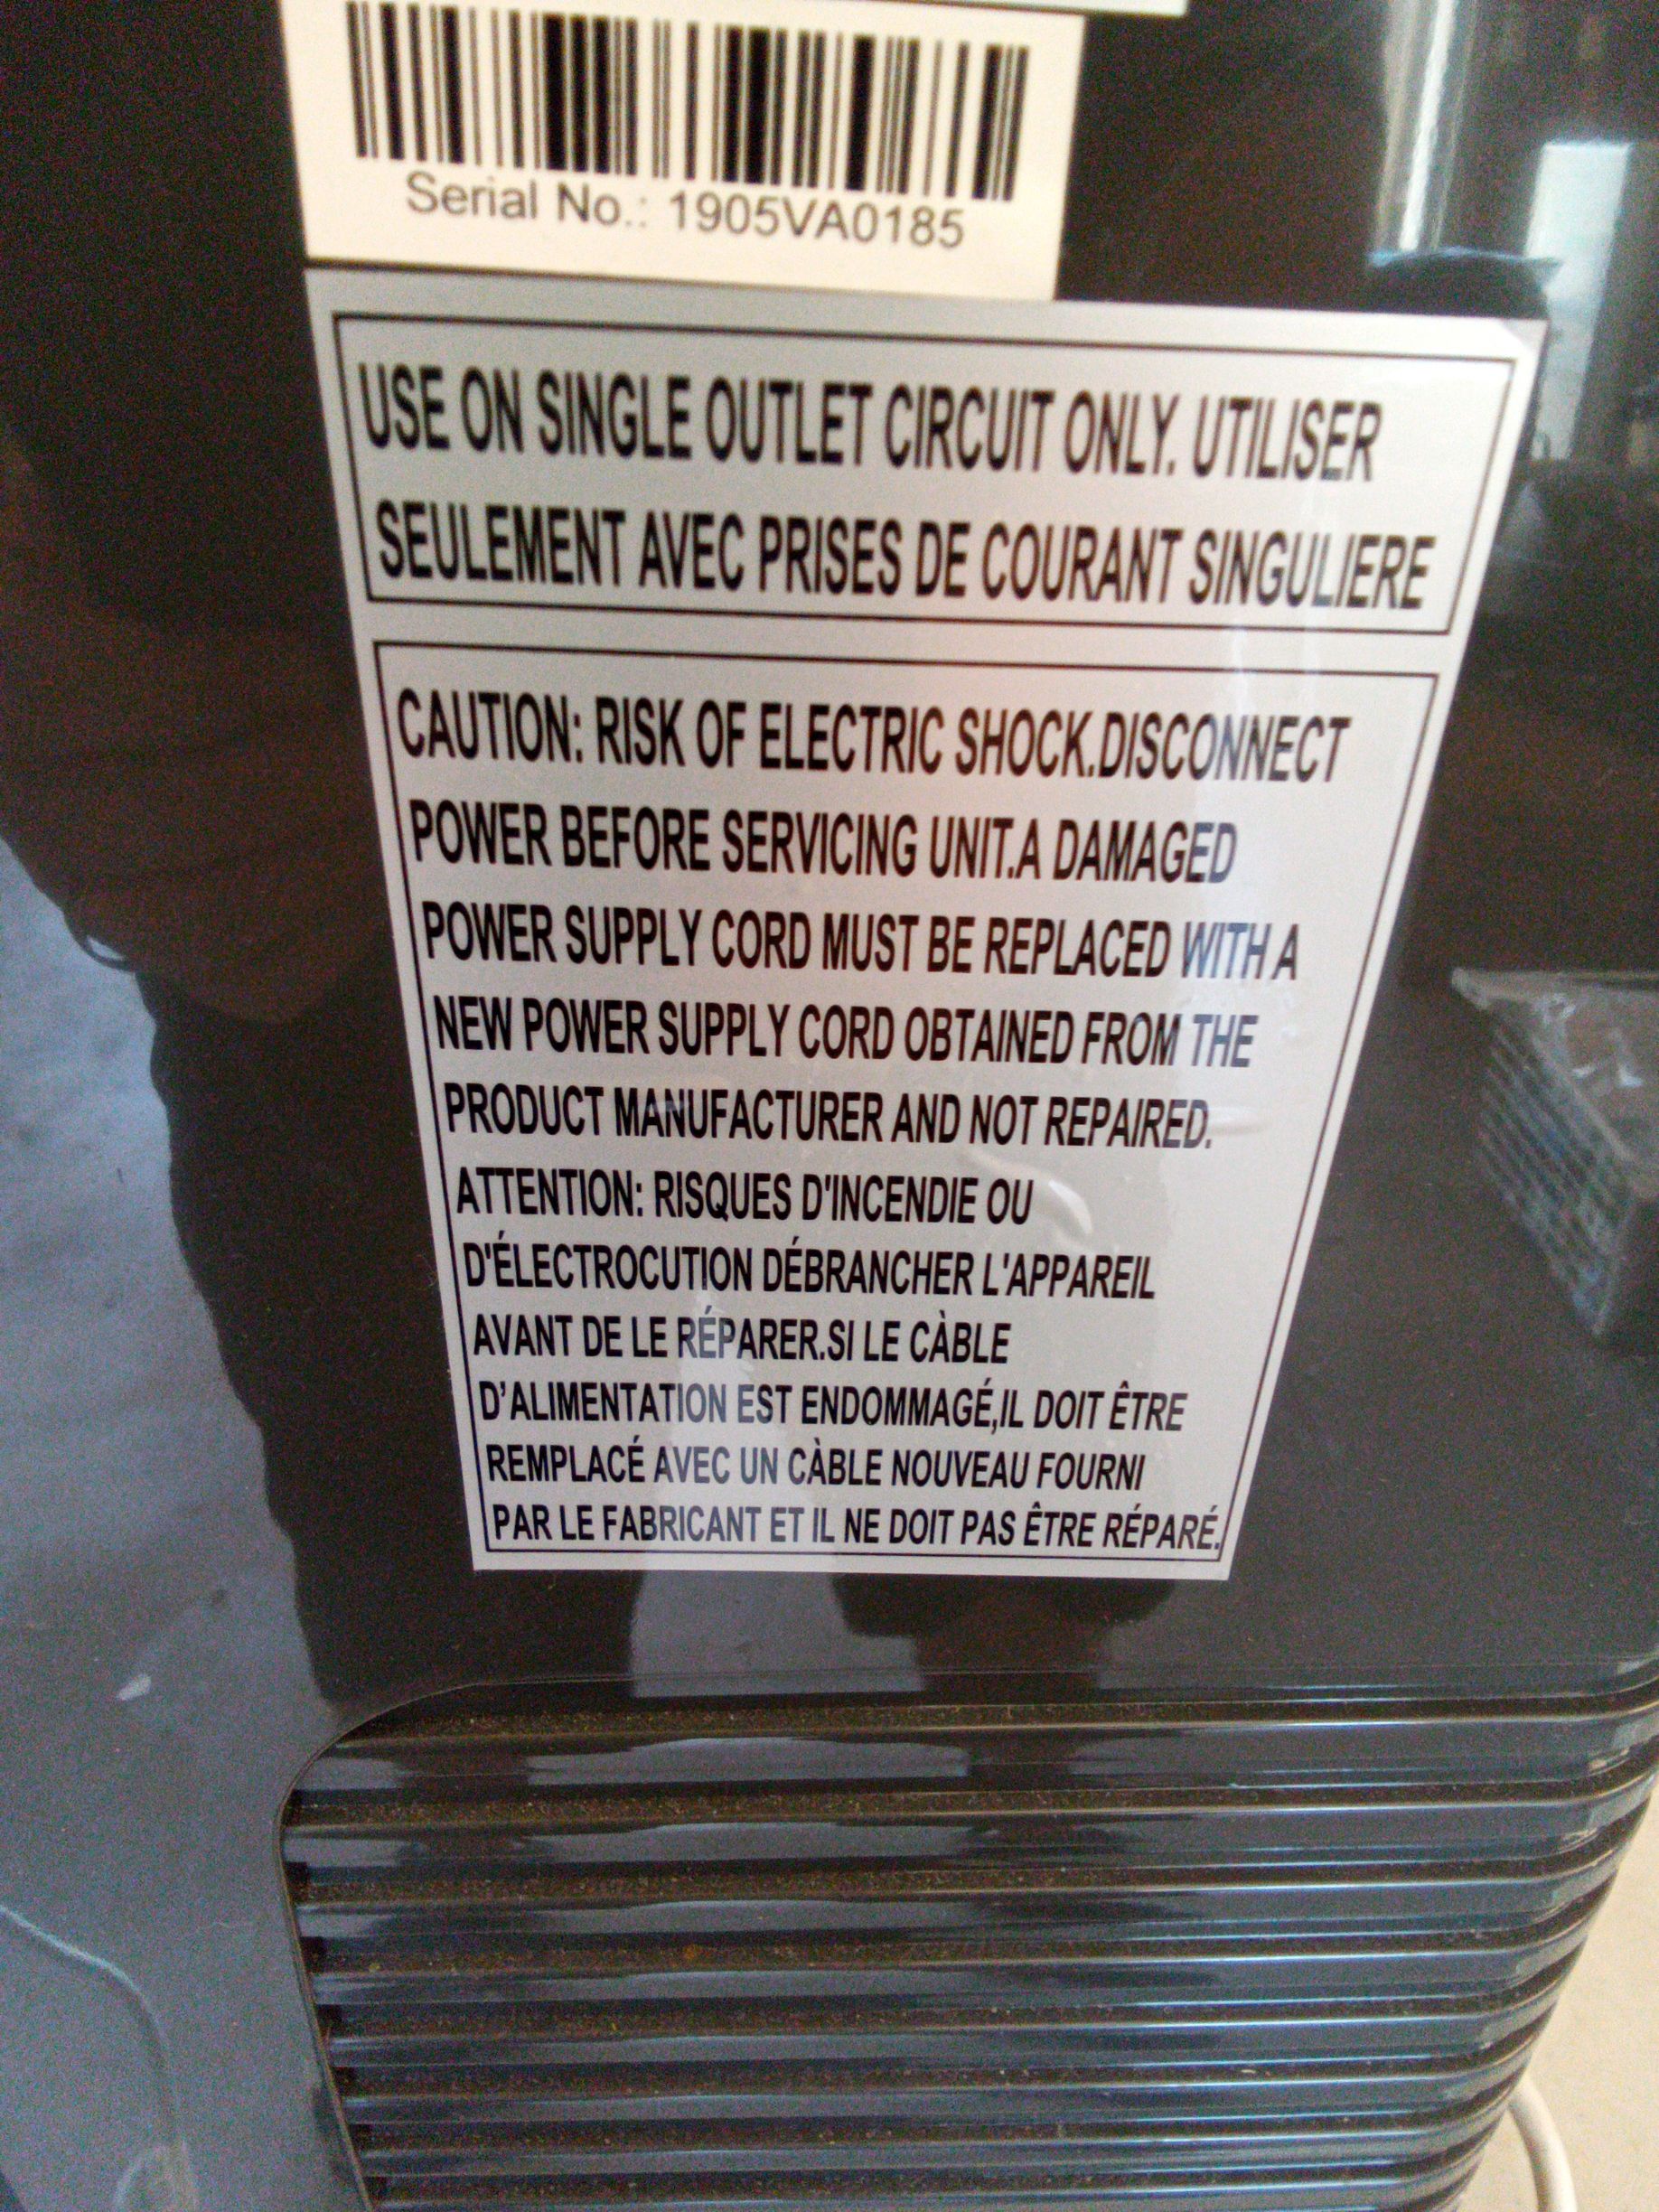 Serial No.: 1905VA0185
USE ON SINGLE OUTLET CIRCUIT ONLY. UTILISER
SEULEMENT AVEC PRISES DE COURANT SINGULIERE
CAUTION: RISK OF ELECTRIC SHOCK.DISCONNECT
POWER BEFORE SERVICING UNIT.A DAMAGED
POWER SUPPLY CORD MUST BE REPLACED WITH A
NEW POWER SUPPLY CORD OBTAINED FROM THE
PRODUCT MANUFACTURER AND NOT REPAIRED.
ATTENTION: RISQUES D'INCENDIE OU
D'ÉLECTROCUTION DÉBRANCHER L'APPAREIL
AVANT DE LE RÉPARER.SI LE CÀBLE
D’ALIMENTATION EST ENDOMMAGÉ,IL DOIT ÊTRE
REMPLACÉ AVEC UN CÀBLE NOUVEAU FOURNI
PAR LE FABRICANT ET IL NE DOIT PAS ÊTRE RÉPARÉ.